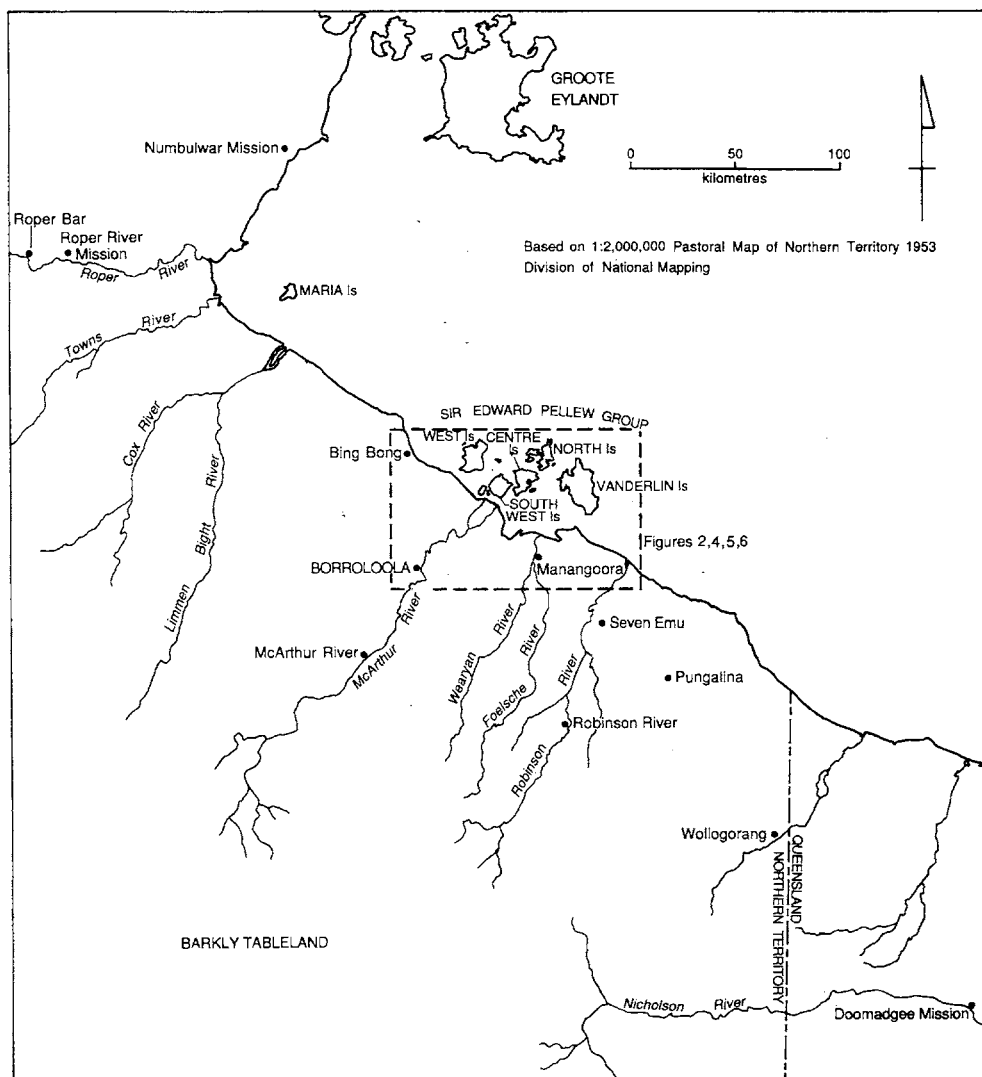 GROOTE
EYLANDT
Numbulwar Mission
0 50 100
kilometres
Roper Bar
Roper River
Mission
Roper River
Based on 1:2,000,000 Pastoral Map of Northern Territory 1953
Division of National Mapping
MARIA Is
Towns River
SIR EDWARD PELLEW GROUP
WEST Is
CENTRE
Is
NORTH Is
Bing Bong
VANDERLIN Is
SOUTH
WEST Is
Cox River
Limmen Bight River
Figures 2,4,5,6
BORROLOOLA
Manangoora
McArthur River
McArthur River
Wearyan River
Foelsche River
Robinson River
Seven Emu
Pungalina
Robinson River
Wollogorang
QUEENSLAND
NORTHERN TERRITORY
BARKLY TABLELAND
Nicholson River
Doomadgee Mission